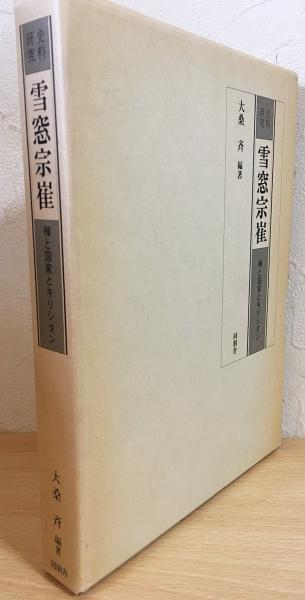 史料
研究
雪窓宗崔
禅と国家とキリシタン
大桑斉 編著
同朋舎
史料
研究
雪窓宗崔
禅と国家とキリシタン
大桑斉 編著
同朋舎